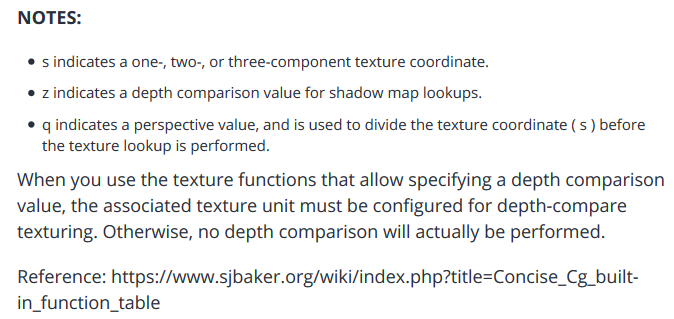 NOTES:
• s indicates a one-, two-, or three-component texture coordinate.
• z indicates a depth comparison value for shadow map lookups.
• q indicates a perspective value, and is used to divide the texture coordinate ( s ) before
the texture lookup is performed.
When you use the texture functions that allow specifying a depth comparison
value, the associated texture unit must be configured for depth-compare
texturing. Otherwise, no depth comparison will actually be performed.
Reference: https://www.sjbaker.org/wiki/index.php?title=Concise_Cg_built-
in_function_table